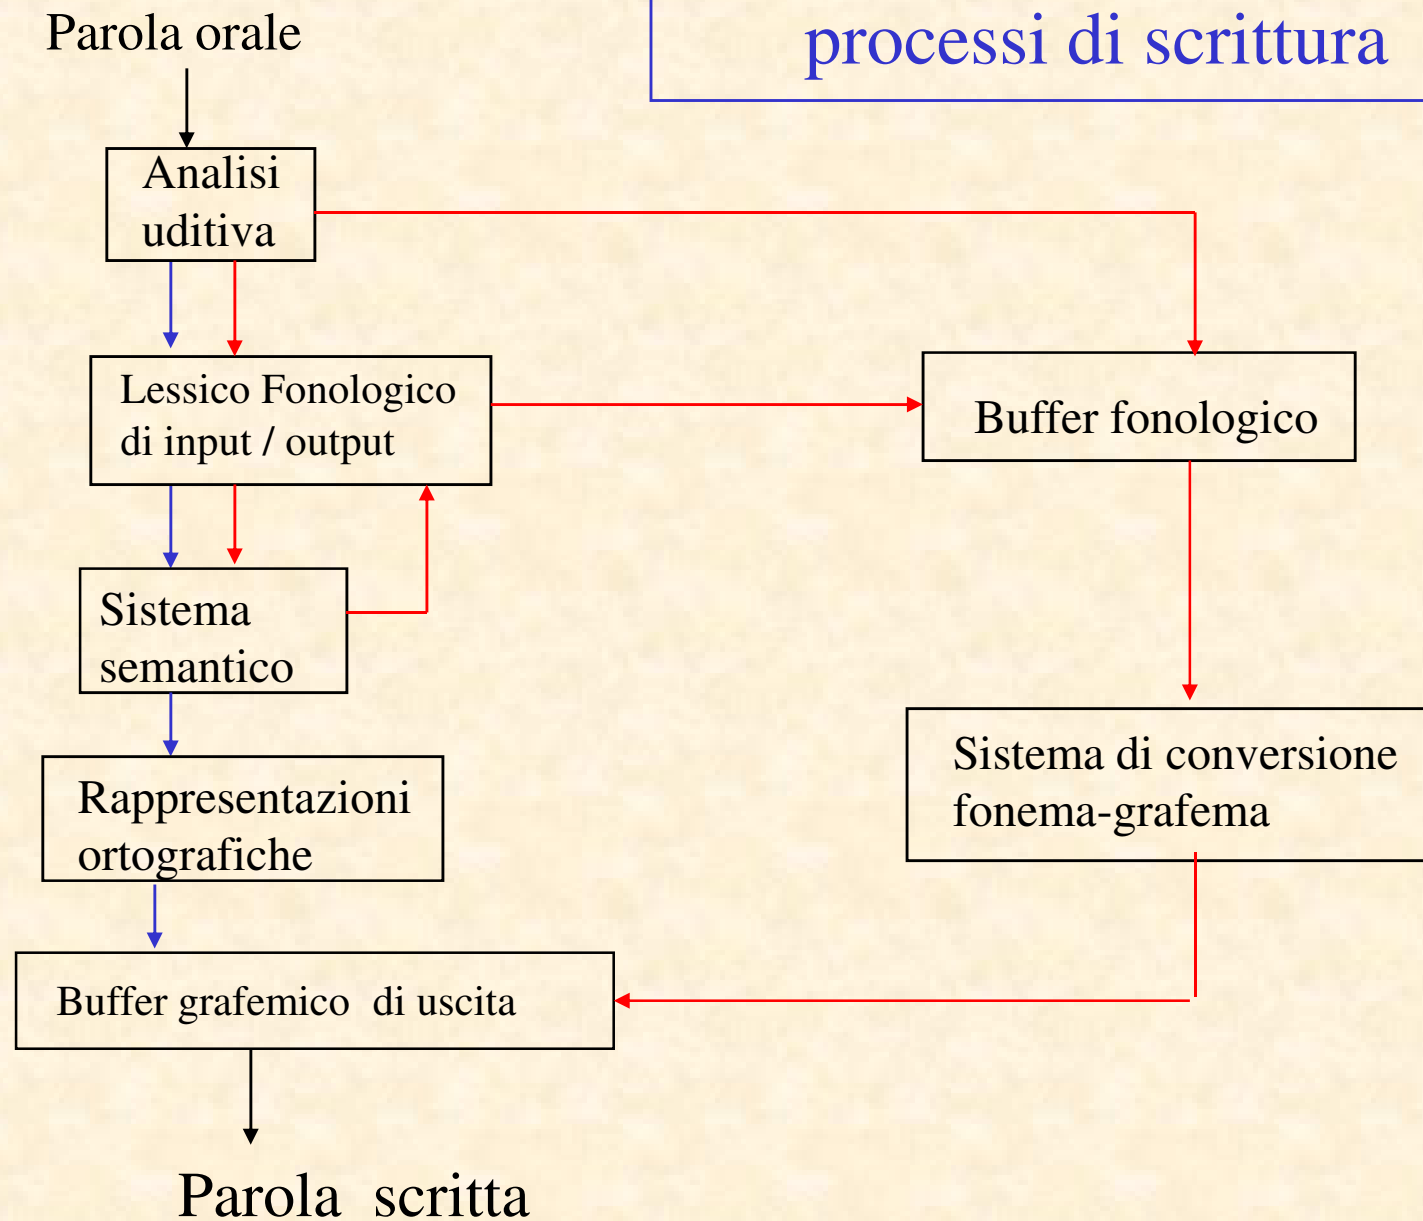 Parola orale
processi di scrittura
Analisi
uditiva
Lessico Fonologico
di input / output
Buffer fonologico
Sistema
semantico
Rappresentazioni
ortografiche
Sistema di conversione
fonema-grafema
Buffer grafemico  di uscita
Parola  scritta